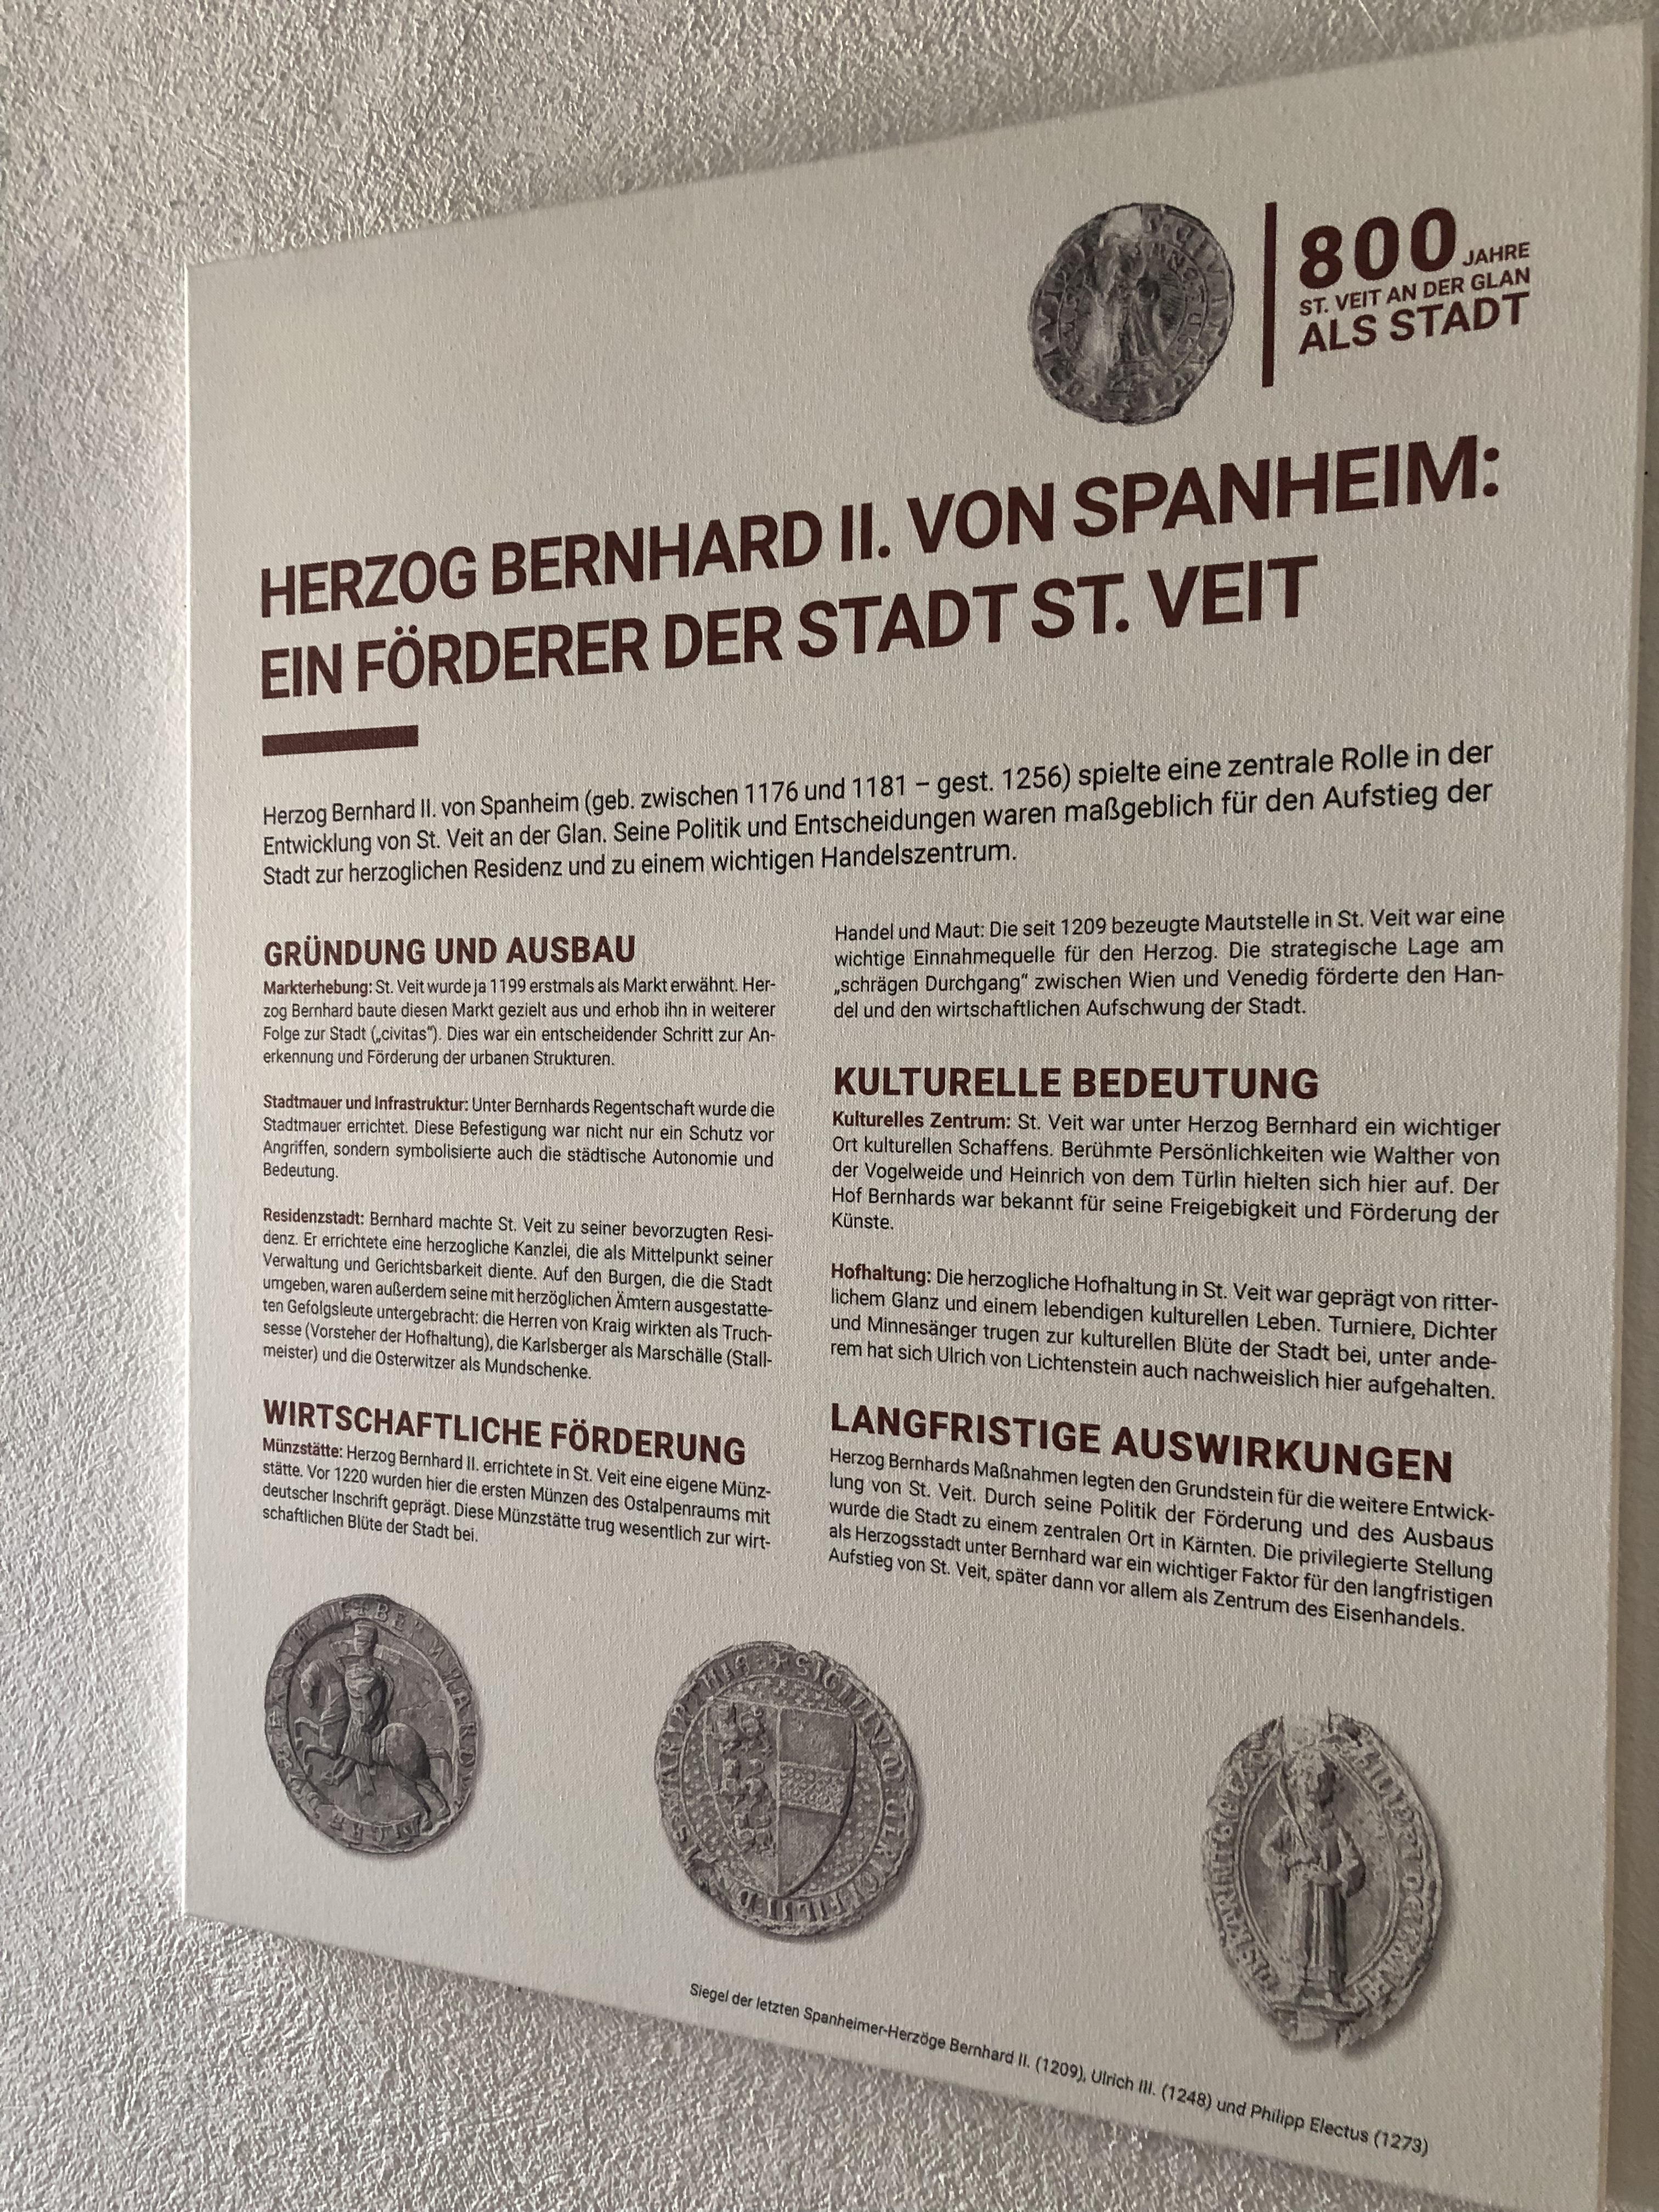 800 JAHRE
ST. VEIT AN DER GLAN
ALS STADT
HERZOG BERNHARD II. VON SPANHEIM:
EIN FÖRDERER DER STADT ST. VEIT
Herzog Bernhard II. von Spanheim (geb. zwischen 1176 und 1181 – gest. 1256) spielte eine zentrale Rolle in der
Entwicklung von St. Veit an der Glan. Seine Politik und Entscheidungen waren maßgeblich für den Aufstieg der
Stadt zur herzoglichen Residenz und zu einem wichtigen Handelszentrum.
GRÜNDUNG UND AUSBAU
Markterhebung: St. Veit wurde ja 1199 erstmals als Markt erwähnt. Her-
zog Bernhard baute diesen Markt gezielt aus und erhob ihn in weiterer
Folge zur Stadt („civitas“). Dies war ein entscheidender Schritt zur An-
erkennung und Förderung der urbanen Strukturen.
Stadtmauer und Infrastruktur: Unter Bernhards Regentschaft wurde die
Stadtmauer errichtet. Diese Befestigung war nicht nur ein Schutz vor
Angriffen, sondern symbolisierte auch die städtische Autonomie und
Bedeutung.
Residenzstadt: Bernhard machte St. Veit zu seiner bevorzugten Resi-
denz. Er errichtete eine herzogliche Kanzlei, die als Mittelpunkt seiner
Verwaltung und Gerichtsbarkeit diente. Auf den Burgen, die die Stadt
umgeben, waren außerdem seine mit herzöglichen Ämtern ausgestatte-
ten Gefolgsleute untergebracht: die Herren von Kraig wirkten als Truch-
sesse (Vorsteher der Hofhaltung), die Karlsberger als Marschälle (Stall-
meister) und die Osterwitzer als Mundschenke.
WIRTSCHAFTLICHE FÖRDERUNG
Münzstätte: Herzog Bernhard II. errichtete in St. Veit eine eigene Münz-
stätte. Vor 1220 wurden hier die ersten Münzen des Ostalpenraums mit
deutscher Inschrift geprägt. Diese Münzstätte trug wesentlich zur wirt-
schaftlichen Blüte der Stadt bei.
Handel und Maut: Die seit 1209 bezeugte Mautstelle in St. Veit war eine
wichtige Einnahmequelle für den Herzog. Die strategische Lage am
„schrägen Durchgang“ zwischen Wien und Venedig förderte den Han-
del und den wirtschaftlichen Aufschwung der Stadt.
KULTURELLE BEDEUTUNG
Kulturelles Zentrum: St. Veit war unter Herzog Bernhard ein wichtiger
Ort kulturellen Schaffens. Berühmte Persönlichkeiten wie Walther von
der Vogelweide und Heinrich von dem Türlin hielten sich hier auf. Der
Hof Bernhards war bekannt für seine Freigebigkeit und Förderung der
Künste.
Hofhaltung: Die herzogliche Hofhaltung in St. Veit war geprägt von ritter-
lichem Glanz und einem lebendigen kulturellen Leben. Turniere, Dichter
und Minnesänger trugen zur kulturellen Blüte der Stadt bei, unter ande-
rem hat sich Ulrich von Lichtenstein auch nachweislich hier aufgehalten.
LANGFRISTIGE AUSWIRKUNGEN
Herzog Bernhards Maßnahmen legten den Grundstein für die weitere Entwick-
lung von St. Veit. Durch seine Politik der Förderung und des Ausbaus
wurde die Stadt zu einem zentralen Ort in Kärnten. Die privilegierte Stellung
als Herzogsstadt unter Bernhard war ein wichtiger Faktor für den langfristigen
Aufstieg von St. Veit, später dann vor allem als Zentrum des Eisenhandels.
Siegel der letzten Spanheimer-Herzöge Bernhard II. (1209), Ulrich III. (1248) und Philipp Electus (1273)